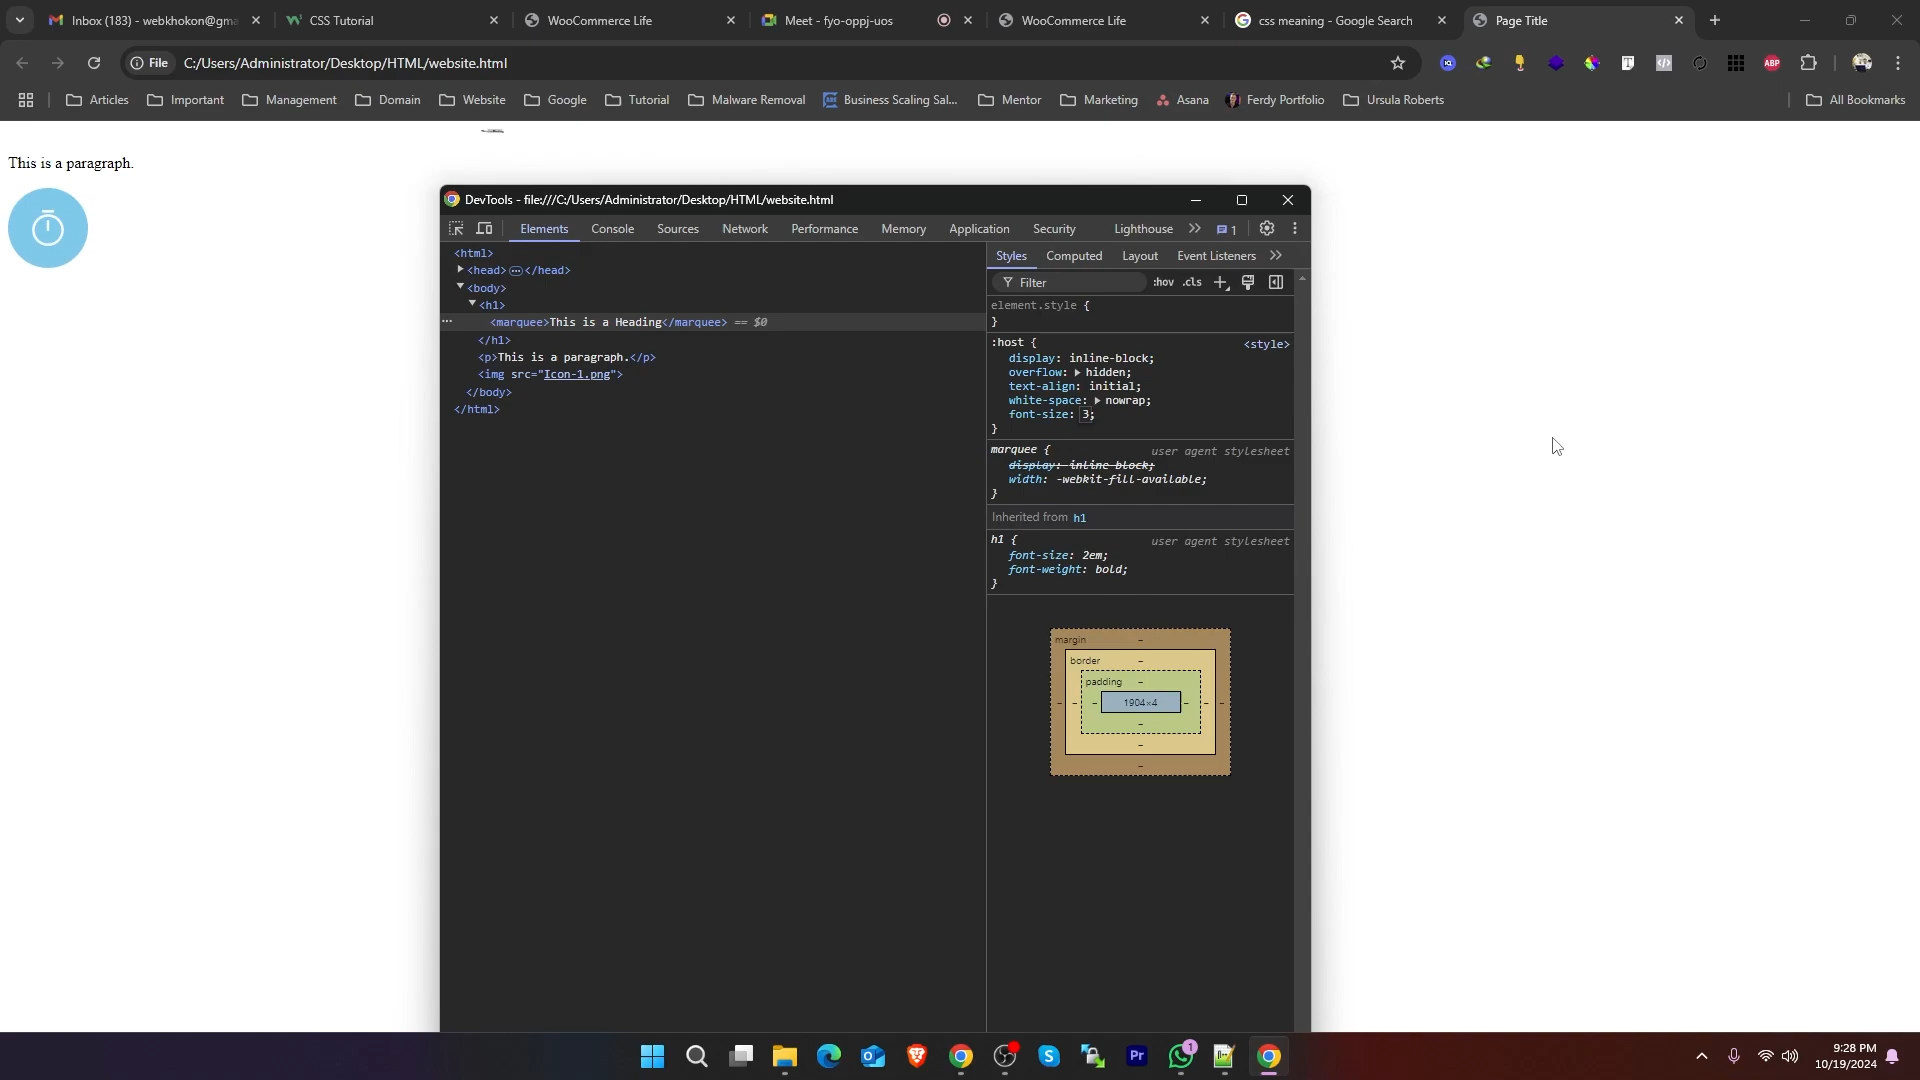 Inbox (183) - webkhokon@gma
CSS Tutorial
WooCommerce Life
Meet - fyo-oppj-uos
WooCommerce Life
css meaning - Google Search
Page Title
File
C:/Users/Administrator/Desktop/HTML/website.html
Articles
Important
Management
Domain
Website
Google
Tutorial
Malware Removal
Business Scaling Sal...
Mentor
Marketing
Asana
Ferdy Portfolio
Ursula Roberts
All Bookmarks
This is a paragraph.
DevTools - file:///C:/Users/Administrator/Desktop/HTML/website.html
Elements
Console
Sources
Network
Performance
Memory
Application
Security
Lighthouse
1
<html>
<head> ••• </head>
<body>
<h1>
<marquee>This is a Heading</marquee> == $0
</h1>
<p>This is a paragraph.</p>
<img src="Icon-1.png">
</body>
</html>
Styles
Computed
Layout
Event Listeners
Filter
:hov
.cls
element.style {
}
:host {
<style>
display: inline-block;
overflow: hidden;
text-align: initial;
white-space: nowrap;
font-size: 3;
}
marquee {
user agent stylesheet
display: inline-block;
width: -webkit-fill-available;
}
Inherited from h1
h1 {
user agent stylesheet
font-size: 2em;
font-weight: bold;
}
margin
–
border
–
padding
–
1904×4
ABP
T
Pr
1
9:28 PM
10/19/2024